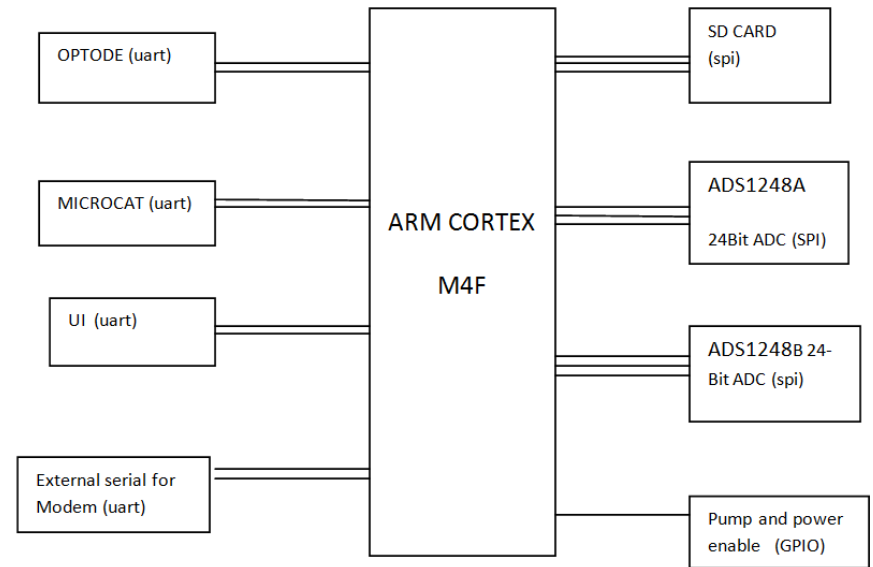 OPTODE (uart)
MICROCAT (uart)
UI (uart)
External serial for
Modem (uart)
ARM CORTEX
M4F
SD CARD
(spi)
ADS1248A
24Bit ADC (SPI)
ADS1248B 24-
Bit ADC (spi)
Pump and power
enable (GPIO)